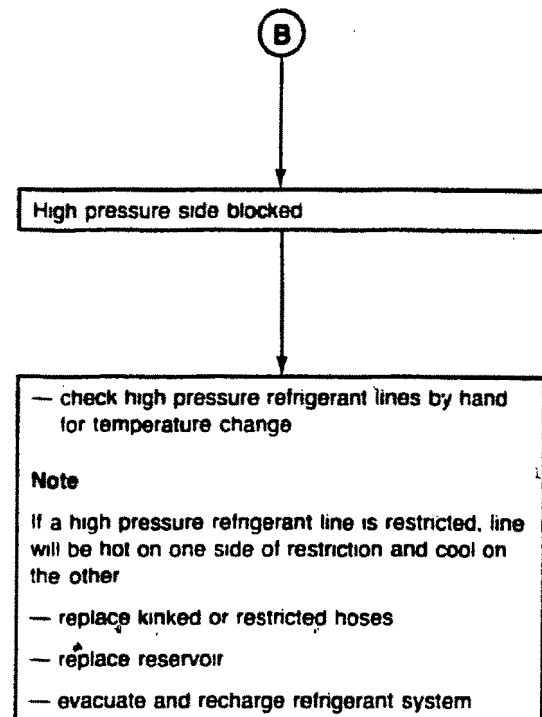 B
High pressure side blocked
— check high pressure refrigerant lines by hand
for temperature change
Note
If a high pressure refrigerant line is restricted, line
will be hot on one side of restriction and cool on
the other
— replace kinked or restricted hoses
— replace reservoir
— evacuate and recharge refrigerant system